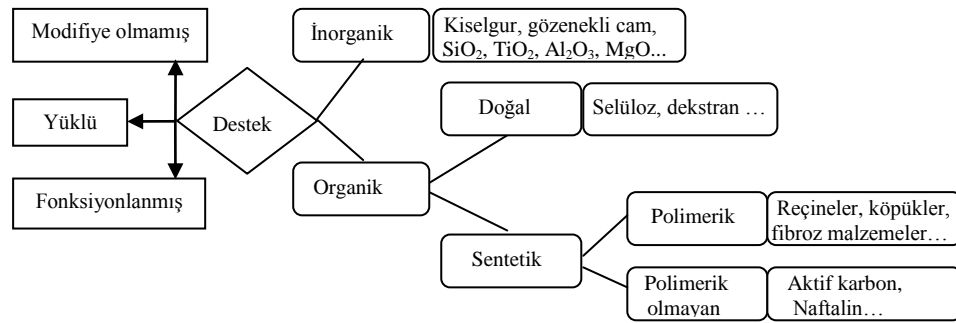 Modifiye olmamış
Yüklü
Fonksiyonlanmış
Destek
İnorganik
Kiselgur, gözenekli cam,
SiO₂, TiO₂, Al₂O₃, MgO...
Organik
Doğal
Selüloz, dekstran …
Sentetik
Polimerik
Reçineler, köpükler,
fibroz malzemeler…
Polimerik
olmayan
Aktif karbon,
Naftalin…